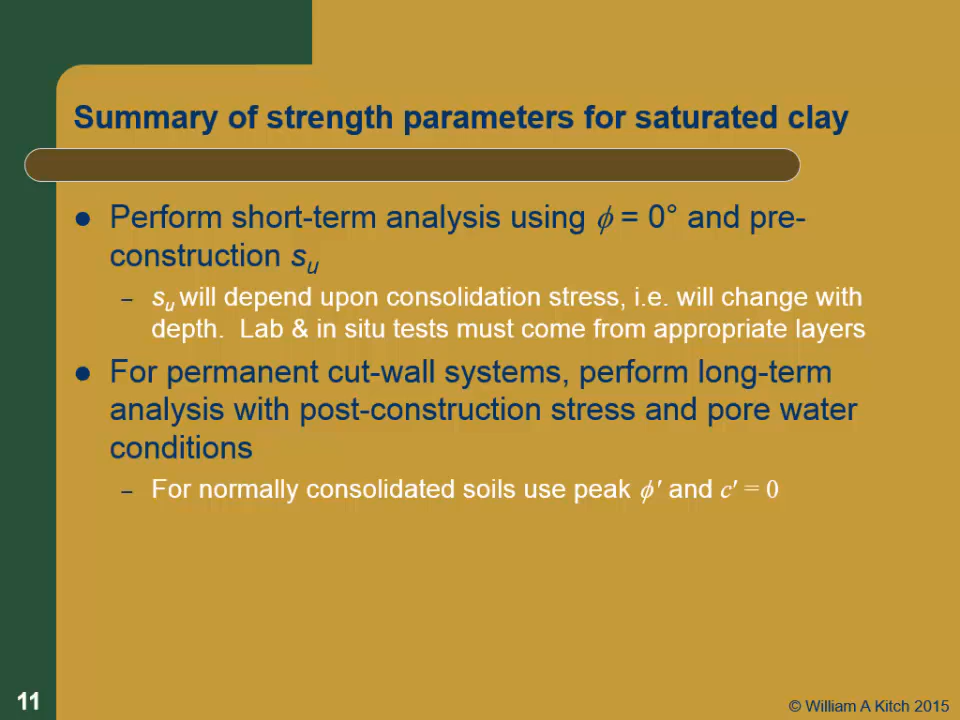 Summary of strength parameters for saturated clay
● Perform short-term analysis using ϕ = 0° and pre-
construction su
– su will depend upon consolidation stress, i.e. will change with
depth. Lab & in situ tests must come from appropriate layers
● For permanent cut-wall systems, perform long-term
analysis with post-construction stress and pore water
conditions
– For normally consolidated soils use peak ϕ′ and c′ = 0
11
© William A Kitch 2015